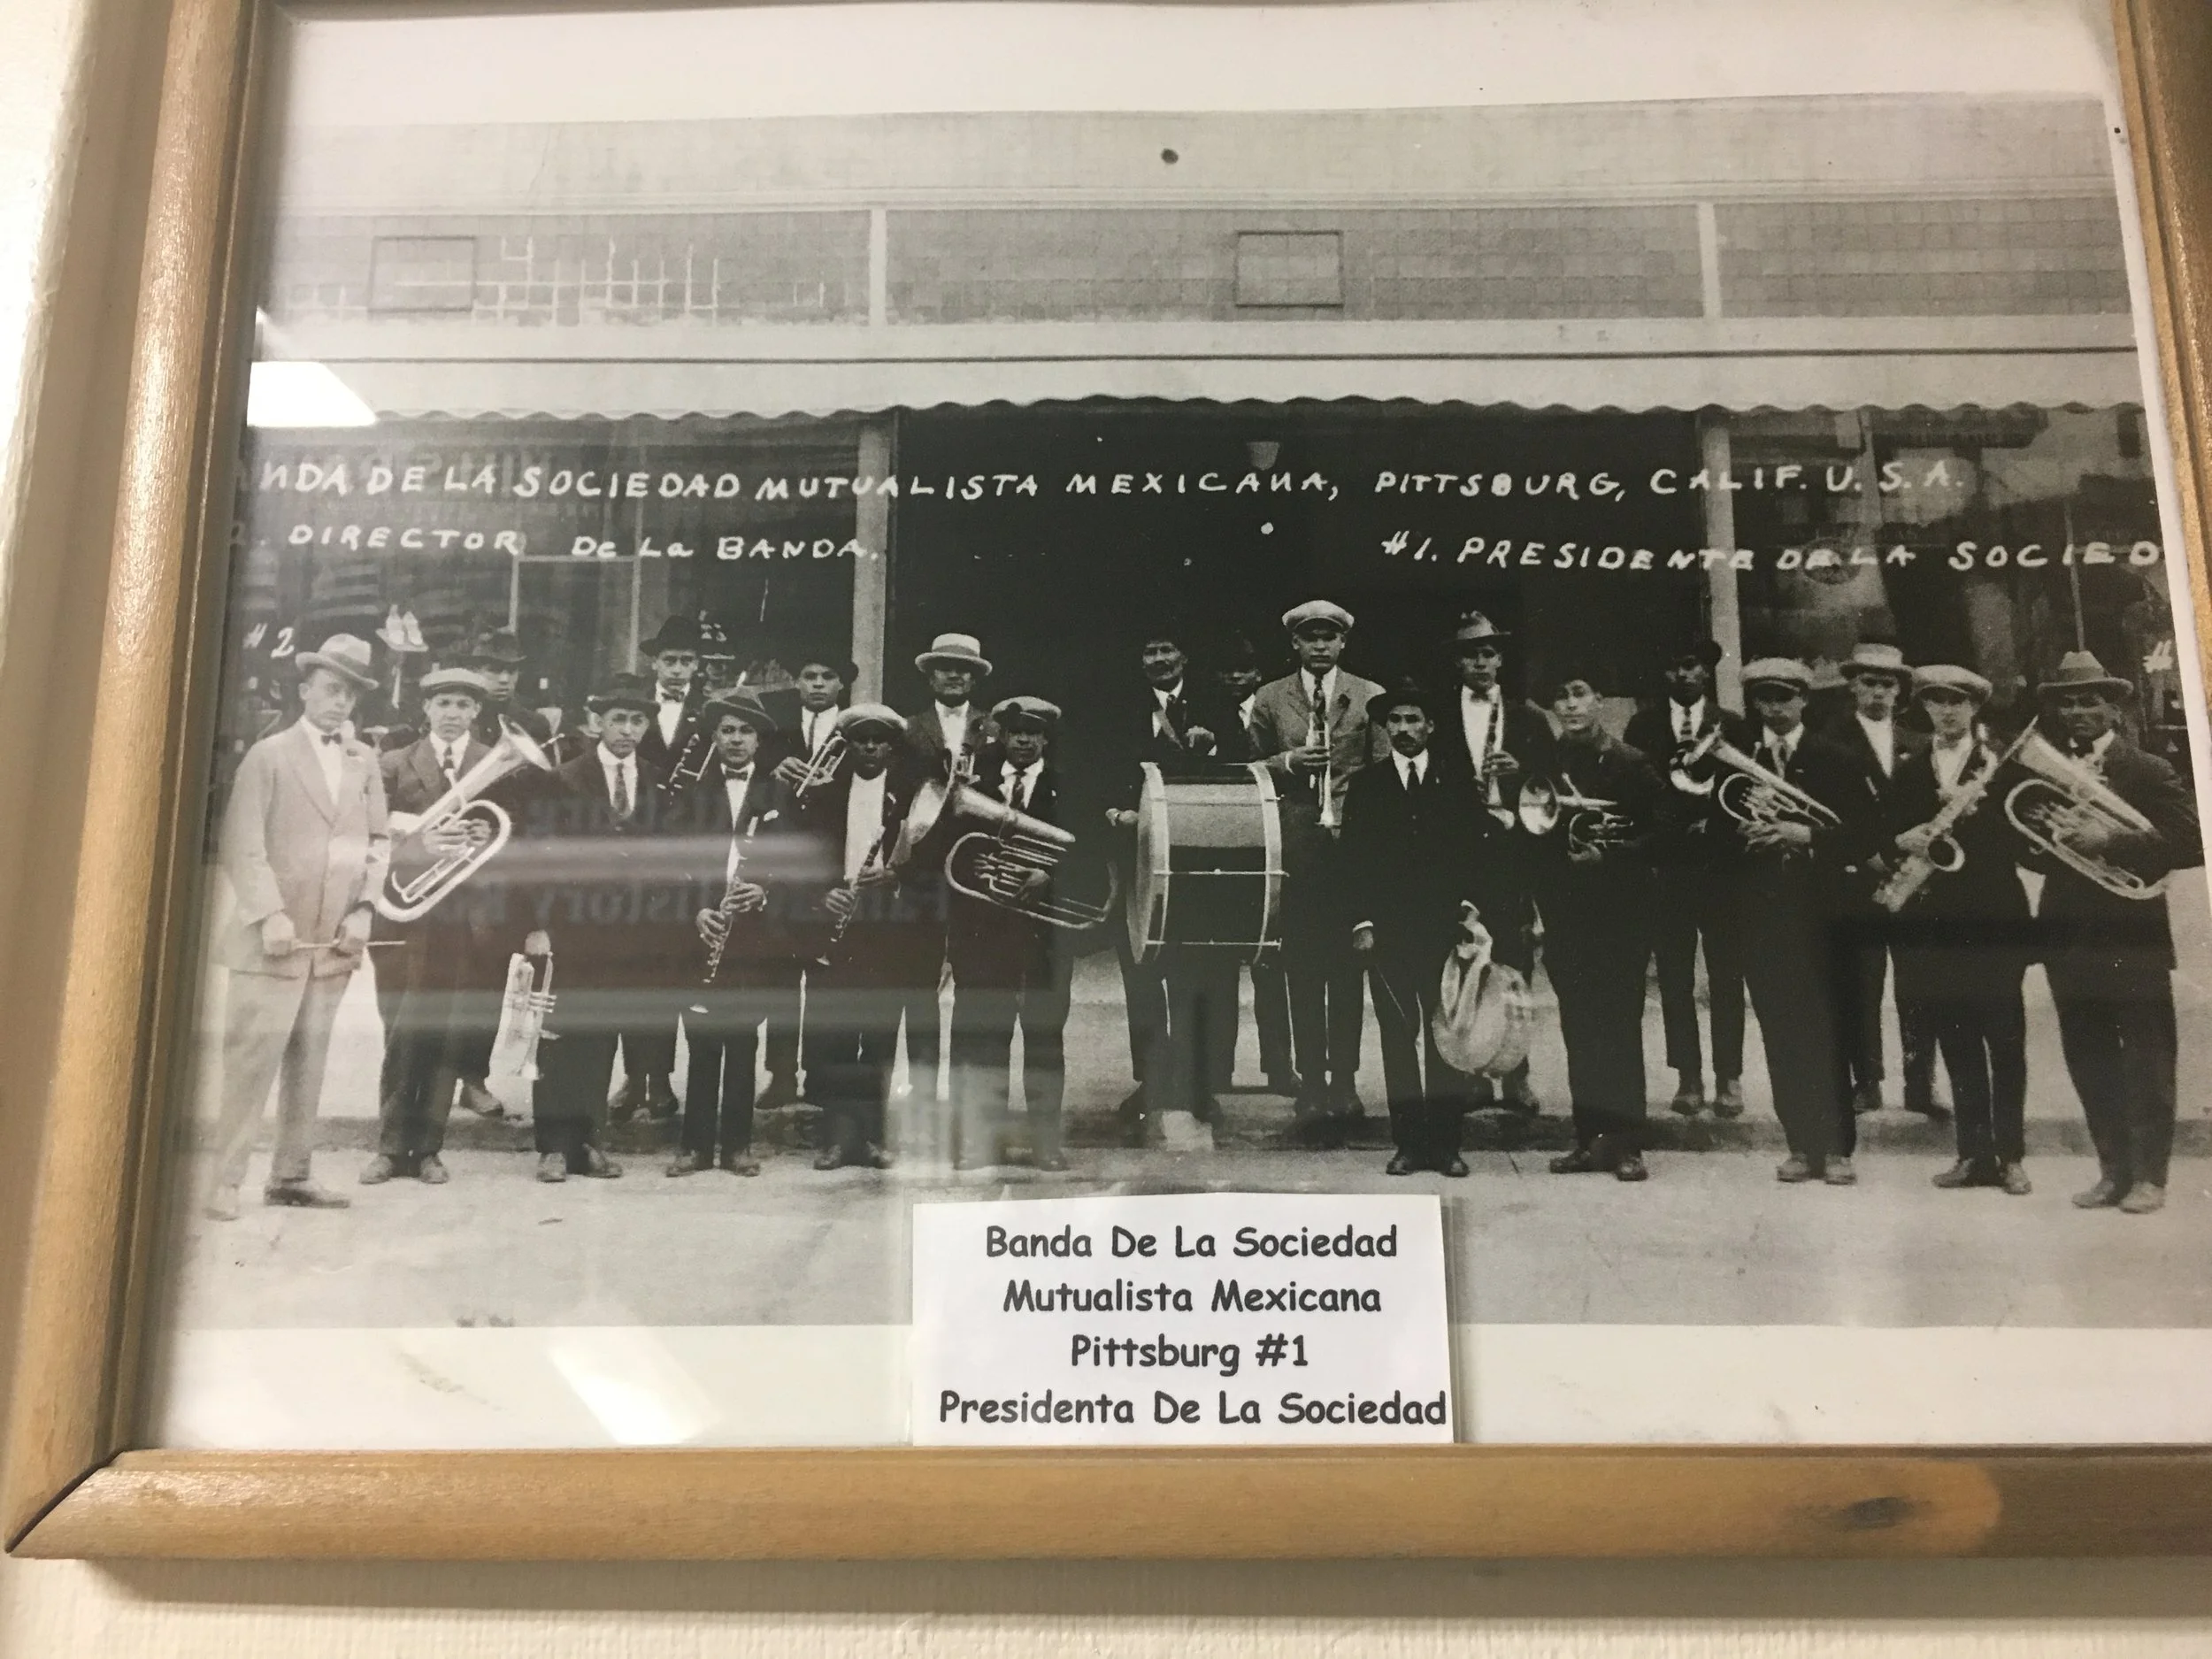 NDA DE LA SOCIEDAD MUTUALISTA MEXICANA, PITTSBURG, CALIF. U.S.A.
. DIRECTOR De La BANDA. #1. PRESIDENTE DE LA SOCIED
#2
#
Banda De La Sociedad
Mutualista Mexicana
Pittsburg #1
Presidenta De La Sociedad